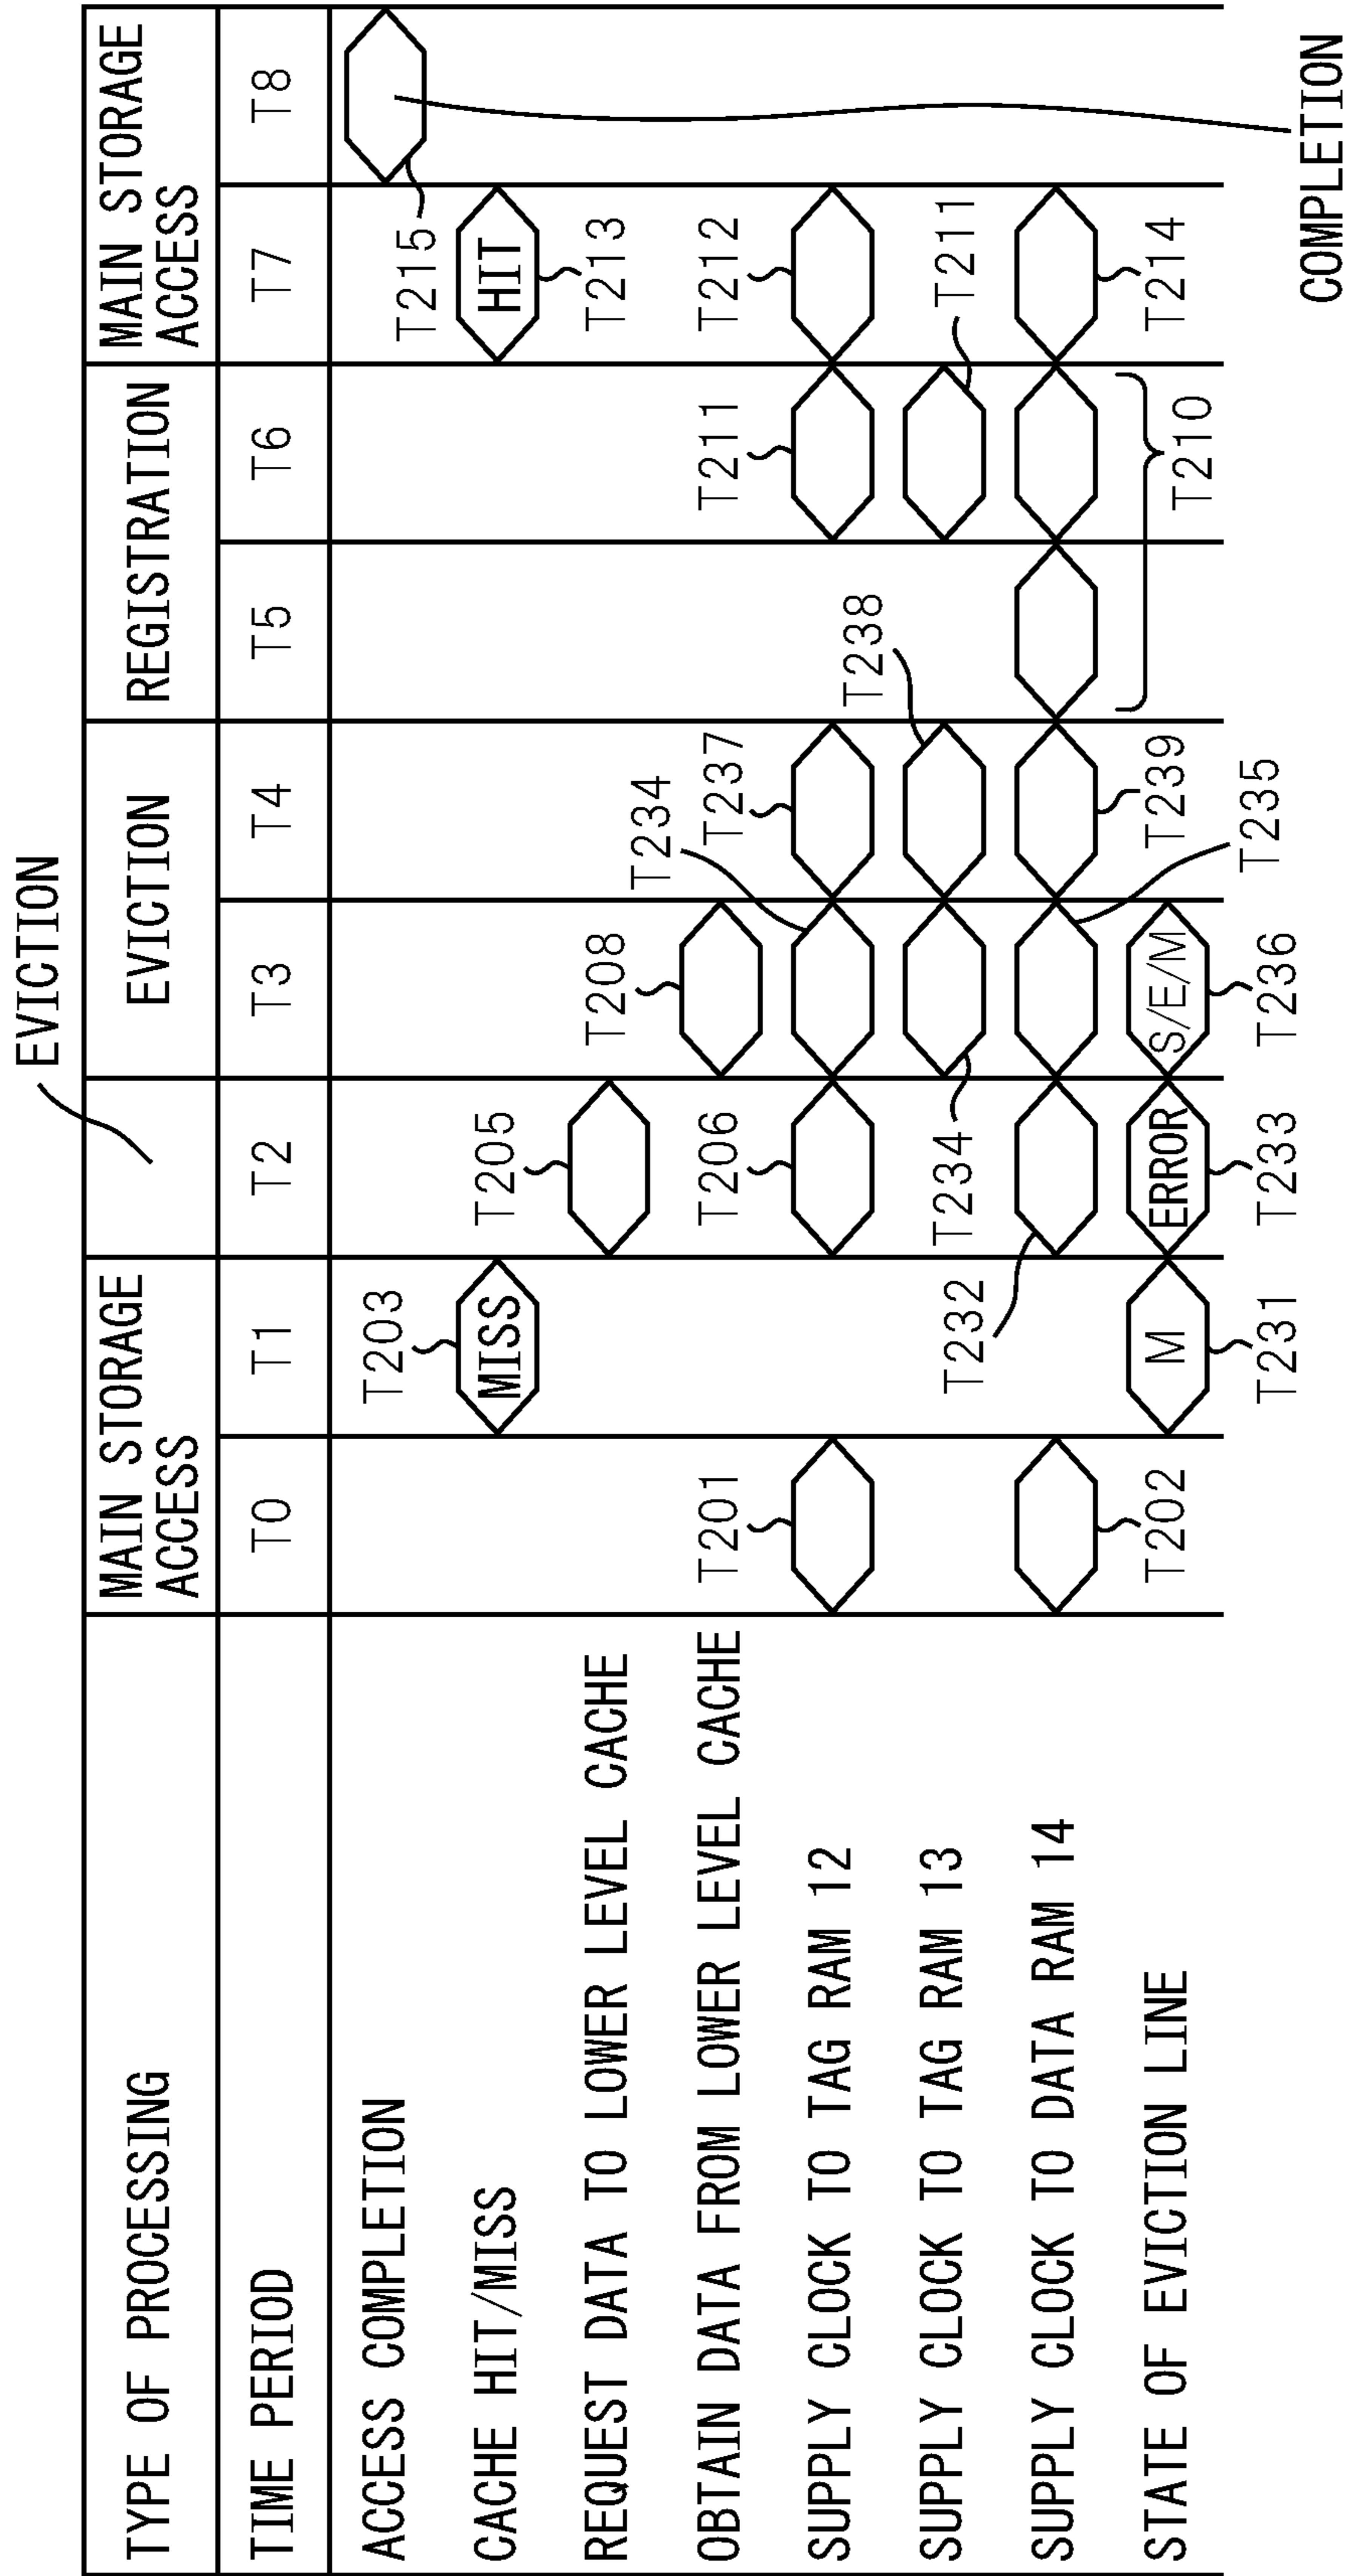 EVICTION
TYPE OF PROCESSING
MAIN STORAGE
ACCESS
EVICTION
REGISTRATION
MAIN STORAGE
ACCESS
TIME PERIOD
T0
T1
T2
T3
T4
T5
T6
T7
T8
ACCESS COMPLETION
T215
CACHE HIT/MISS
T203
MISS
HIT
T213
REQUEST DATA TO LOWER LEVEL CACHE
T205
OBTAIN DATA FROM LOWER LEVEL CACHE
T208
SUPPLY CLOCK TO TAG RAM 12
T201
T206
T234
T237
T211
T212
SUPPLY CLOCK TO TAG RAM 13
T234
T238
T211
SUPPLY CLOCK TO DATA RAM 14
T202
T232
T235
T239
T210
T214
STATE OF EVICTION LINE
M
T231
ERROR
T233
S/E/M
T236
COMPLETION